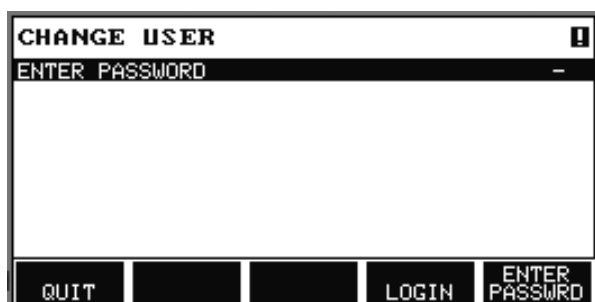 CHANGE USER !
ENTER PASSWORD –
QUIT
LOGIN
ENTER
PASSWRD